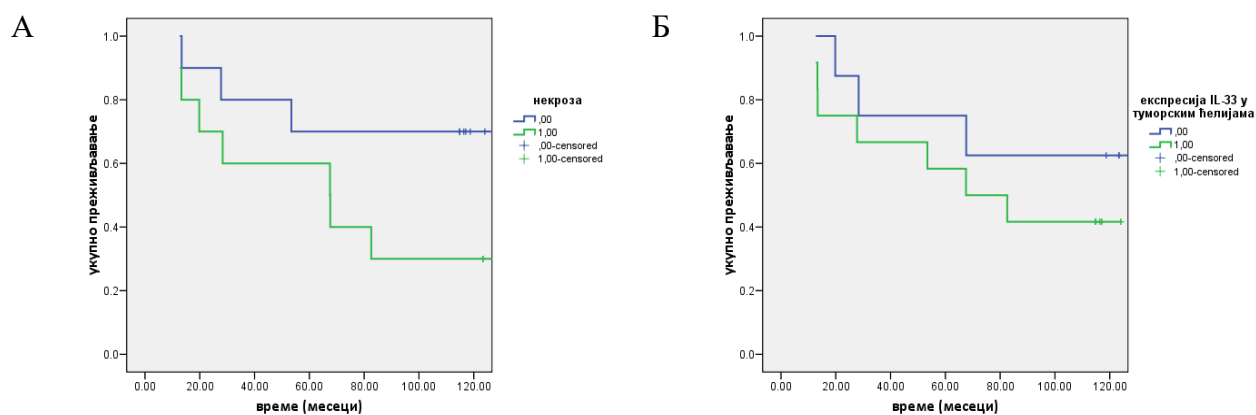 А
укупно преживљавање
1.0
0.8
0.6
0.4
0.2
0.0
0.00 20.00 40.00 60.00 80.00 100.00 120.00
време (месеци)
некроза
,00
1,00
,00-censored
1,00-censored
Б
укупно преживљавање
1.0
0.8
0.6
0.4
0.2
0.0
0.00 20.00 40.00 60.00 80.00 100.00 120.00
време (месеци)
експресија IL-33 у
туморским ћелијама
,00
1,00
,00-censored
1,00-censored